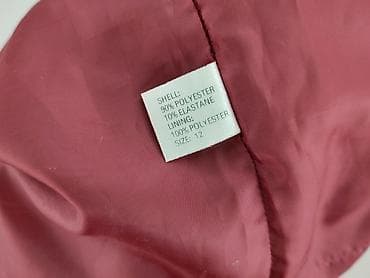 SHELL:
90% POLYESTER
10% ELASTANE
LINING:
100% POLYESTER
SIZE: 12